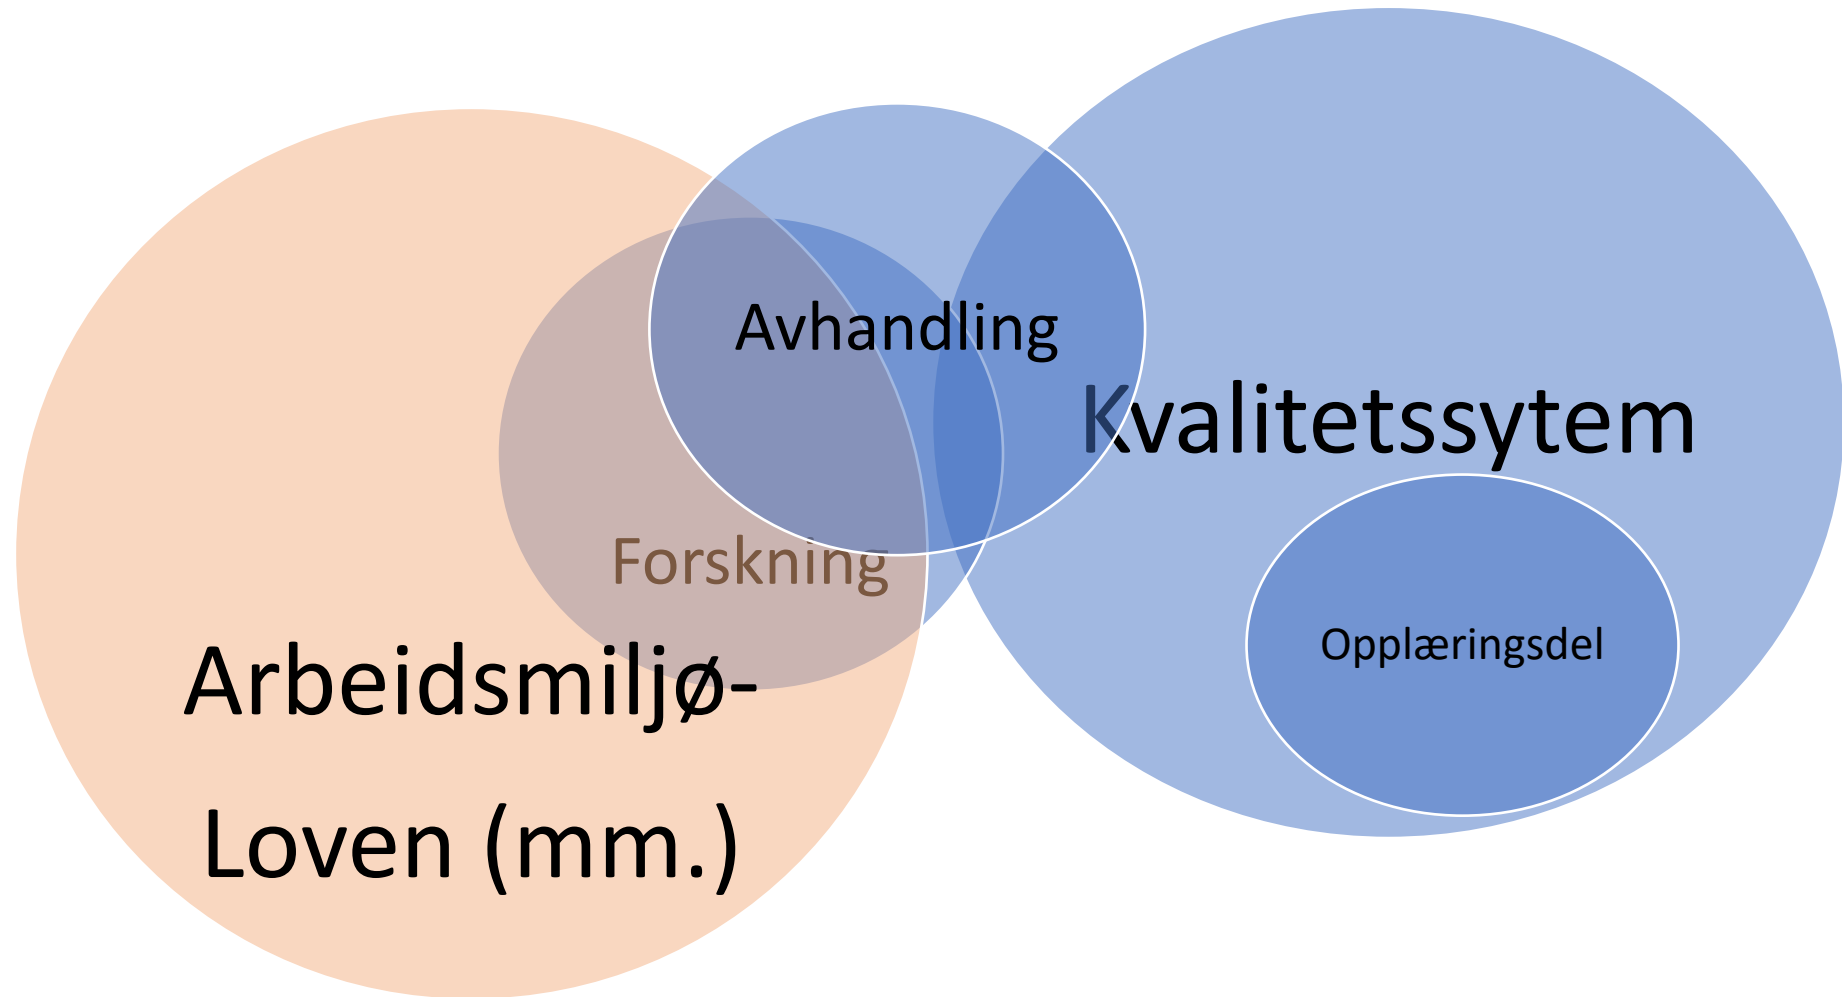 Avhandling
Kvalitetssytem
Forskning
Opplæringsdel
Arbeidsmiljø-
Loven (mm.)